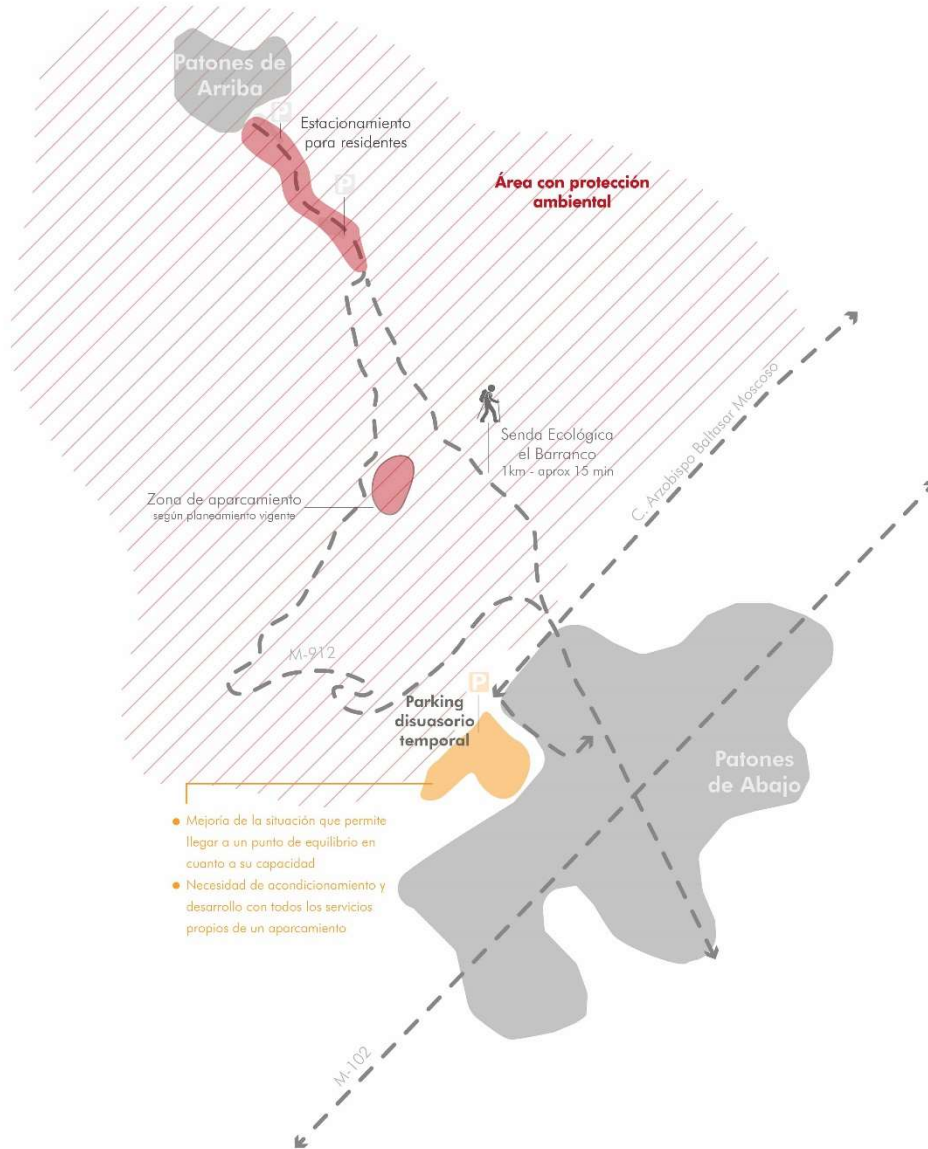 Patones de
Arriba
P
Estacionamiento
para residentes
P
Área con protección
ambiental
C. Arzobispo Baltasar Moscoso
Senda Ecológica
el Barranco
1km - aprox 15 min
Zona de aparcamiento
según planeamiento vigente
M-912
P
Parking
disuasorio
temporal
Patones
de Abajo
Mejoría de la situación que permite
llegar a un punto de equilibrio en
cuanto a su capacidad
Necesidad de acondicionamiento y
desarrollo con todos los servicios
propios de un aparcamiento
M-102